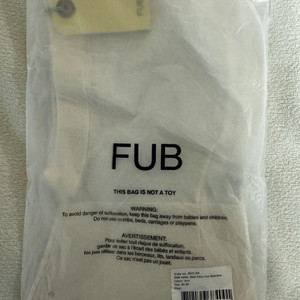 FUB
THIS BAG IS NOT A TOY
WARNING:
To avoid danger of suffocation, keep this bag away from babies and children.
Do not use in cribs, beds, carriages or playpens.
AVERTISSEMENT:
Pour éviter tout risque de suffocation,
garder ce sac à l'écart des bébés et enfants.
Ne pas utiliser dans les berceaux, lits, landaus ou parcs.
Ce sac n'est pas un jouet.